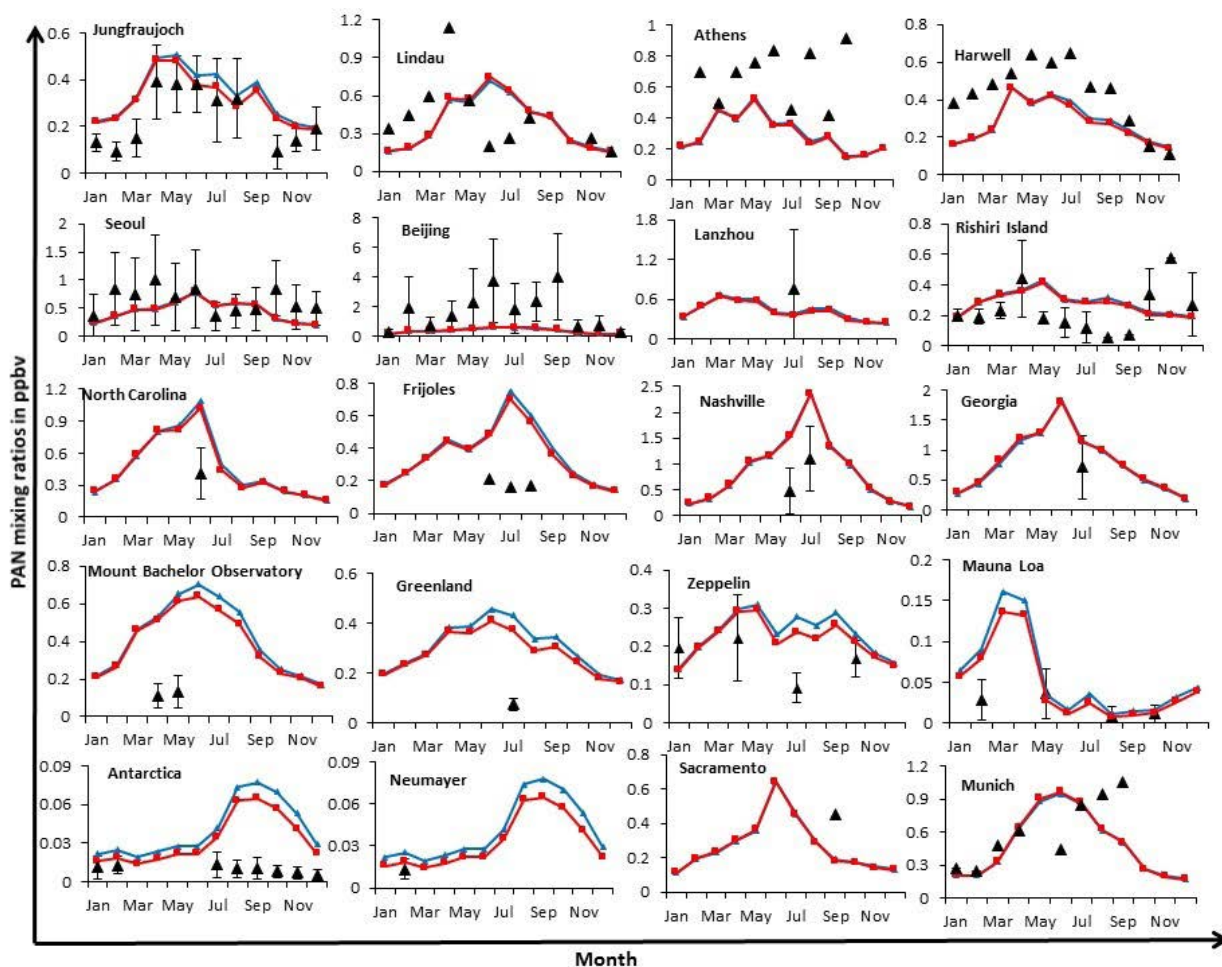 PAN mixing ratios in ppbv
Jungfraujoch
0.6
0.4
0.2
0
Jan Mar May Jul Sep Nov
Lindau
1.2
0.9
0.6
0.3
0
Jan Mar May Jul Sep Nov
Athens
1
0.8
0.6
0.4
0.2
0
Jan Mar May Jul Sep Nov
Harwell
0.8
0.6
0.4
0.2
0
Jan Mar May Jul Sep Nov
Seoul
2
1.5
1
0.5
0
Jan Mar May Jul Sep Nov
Beijing
8
6
4
2
0
Jan Mar May Jul Sep Nov
Lanzhou
1.8
1.2
0.6
0
Jan Mar May Jul Sep Nov
Rishiri Island
0.8
0.6
0.4
0.2
0
Jan Mar May Jul Sep Nov
North Carolina
1.2
0.9
0.6
0.3
0
Jan Mar May Jul Sep Nov
Frijoles
0.8
0.6
0.4
0.2
0
Jan Mar May Jul Sep Nov
Nashville
2.5
2
1.5
1
0.5
0
Jan Mar May Jul Sep Nov
Georgia
2
1.5
1
0.5
0
Jan Mar May Jul Sep Nov
Mount Bachelor Observatory
0.8
0.6
0.4
0.2
0
Jan Mar May Jul Sep Nov
Greenland
0.6
0.4
0.2
0
Jan Mar May Jul Sep Nov
Zeppelin
0.4
0.3
0.2
0.1
0
Jan Mar May Jul Sep Nov
Mauna Loa
0.2
0.15
0.1
0.05
0
Jan Mar May Jul Sep Nov
Antarctica
0.09
0.06
0.03
0
Jan Mar May Jul Sep Nov
Neumayer
0.09
0.06
0.03
0
Jan Mar May Jul Sep Nov
Sacramento
0.8
0.6
0.4
0.2
0
Jan Mar May Jul Sep Nov
Munich
1.2
0.9
0.6
0.3
0
Jan Mar May Jul Sep Nov
Month